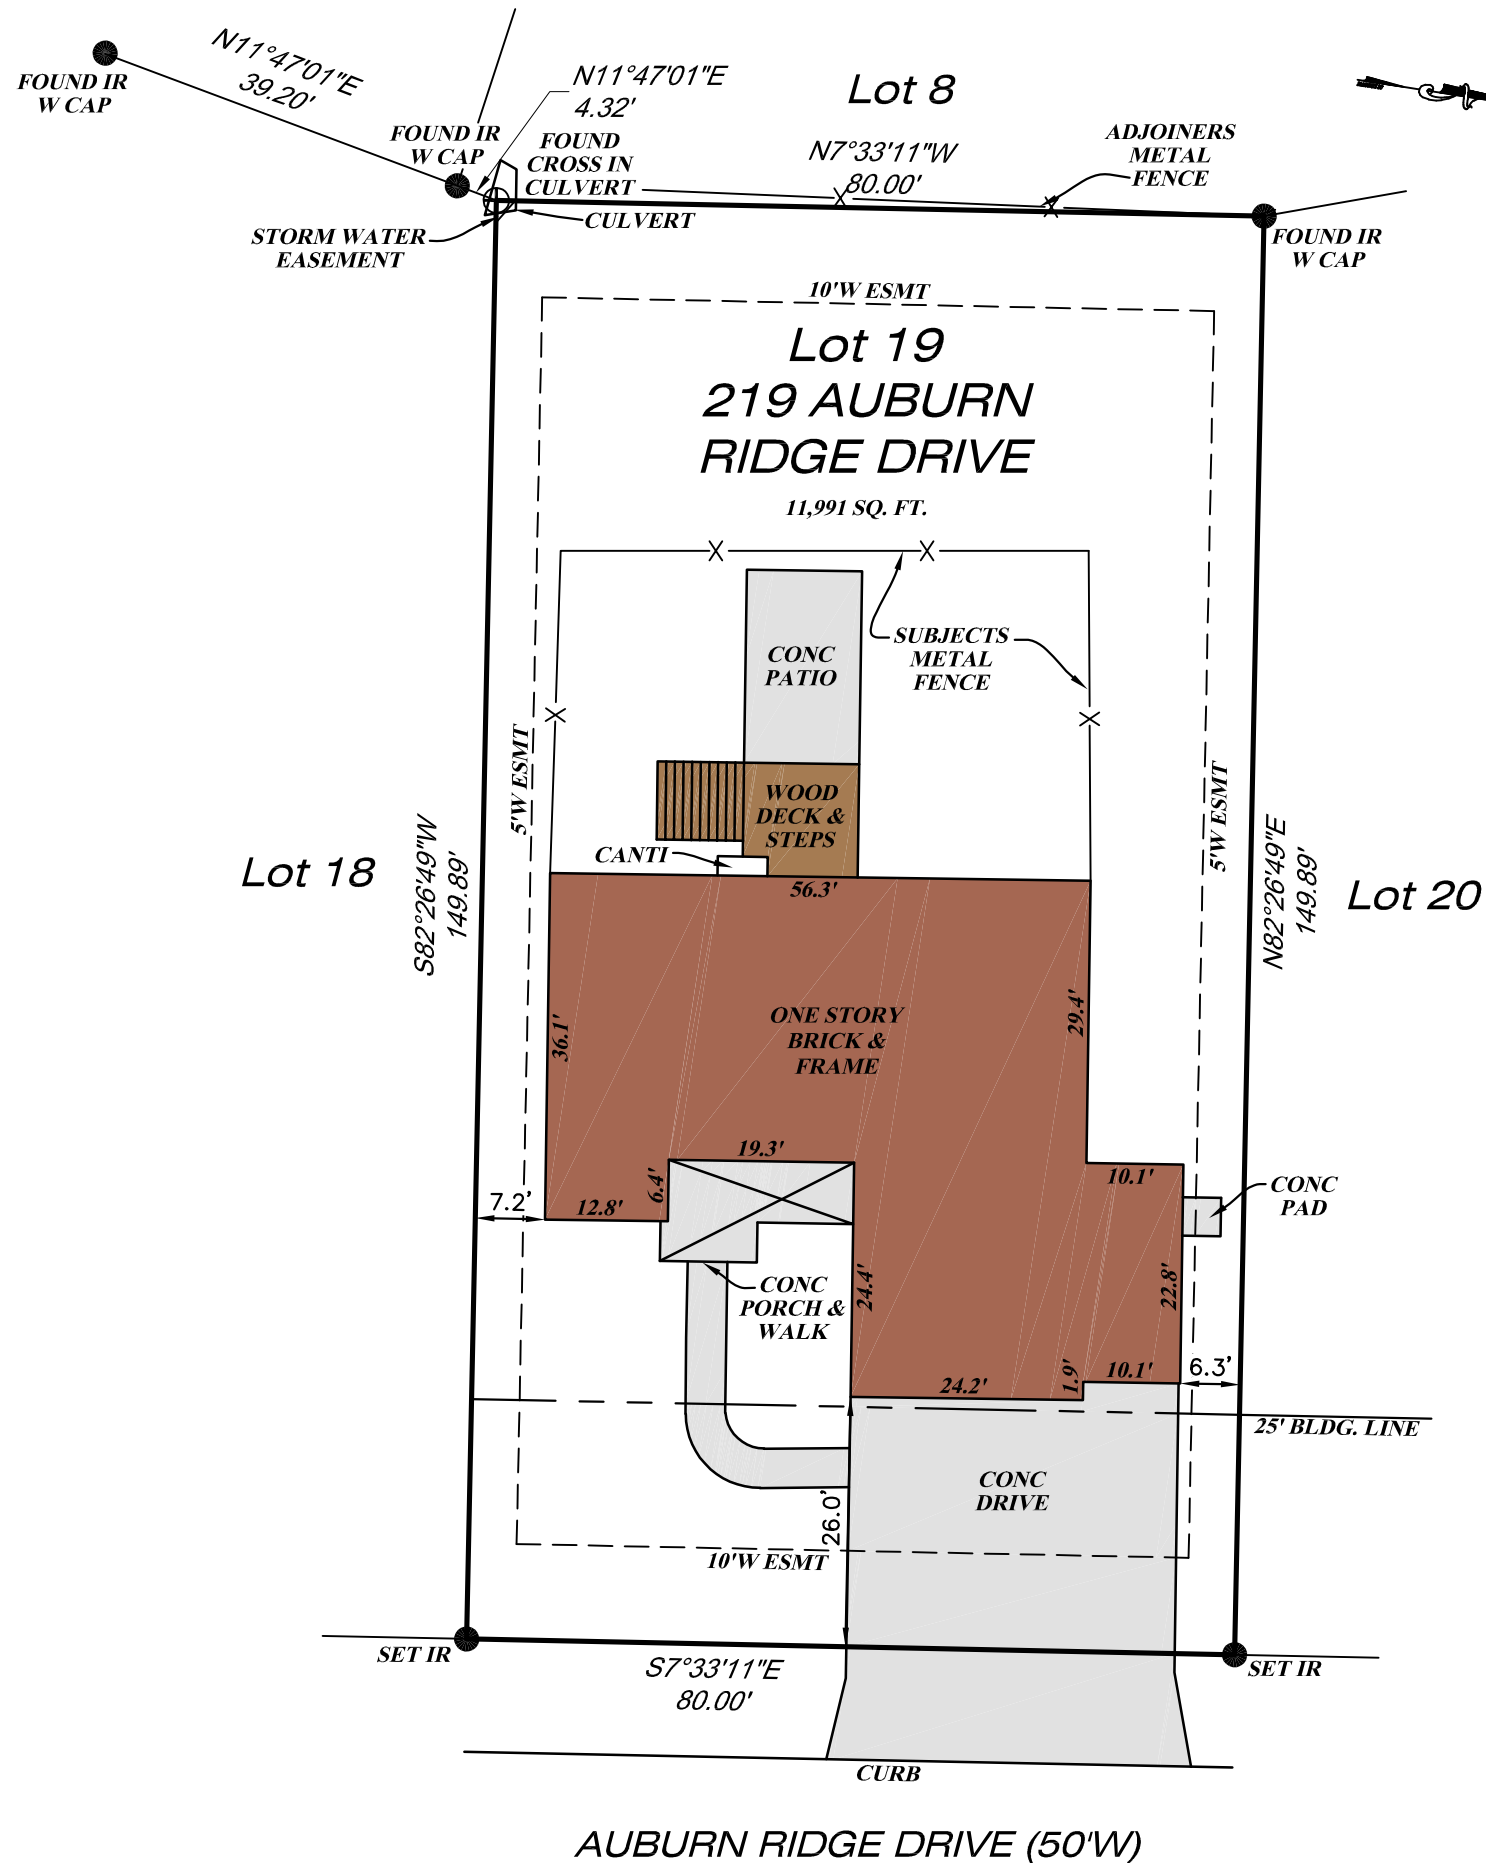 N11°47'01"E
39.20'
FOUND IR
W CAP
N11°47'01"E
4.32'
Lot 8
FOUND IR
W CAP
FOUND
CROSS IN
CULVERT
N7°33'11"W
80.00'
ADJOINERS
METAL
FENCE
CULVERT
STORM WATER
EASEMENT
FOUND IR
W CAP
10'W ESMT
Lot 19
219 AUBURN
RIDGE DRIVE
11,991 SQ. FT.
SUBJECTS
METAL
FENCE
CONC
PATIO
5'W ESMT
5'W ESMT
WOOD
DECK &
STEPS
CANTI
Lot 18
S82°26'49"W
149.89'
N82°26'49"E
149.89'
Lot 20
56.3'
36.1'
ONE STORY
BRICK &
FRAME
29.4'
19.3'
10.1'
6.4'
12.8'
7.2'
CONC
PAD
CONC
PORCH &
WALK
24.4'
22.8'
24.2'
1.9'
10.1'
6.3'
25' BLDG. LINE
CONC
DRIVE
26.0'
10'W ESMT
SET IR
S7°33'11"E
80.00'
SET IR
CURB
AUBURN RIDGE DRIVE (50'W)